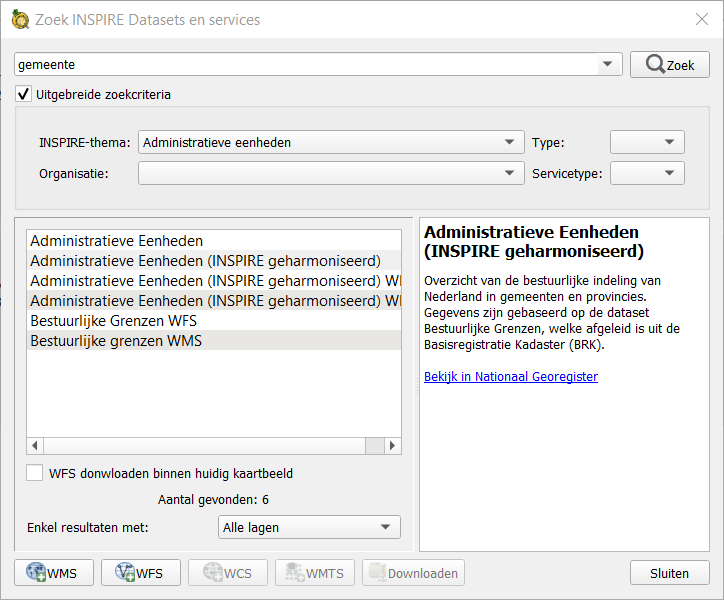 Zoek INSPIRE Datasets en services
gemeente
Zoek
Uitgebreide zoekcriteria
INSPIRE-thema: Administratieve eenheden Type:
Organisatie: Servicetype:
Administratieve Eenheden
Administratieve Eenheden (INSPIRE geharmoniseerd)
Administratieve Eenheden (INSPIRE geharmoniseerd) W
Administratieve Eenheden (INSPIRE geharmoniseerd) W
Bestuurlijke Grenzen WFS
Bestuurlijke grenzen WMS
WFS donwloaden binnen huidig kaartbeeld
Aantal gevonden: 6
Enkel resultaten met: Alle lagen
Administratieve Eenheden
(INSPIRE geharmoniseerd)
Overzicht van de bestuurlijke indeling van
Nederland in gemeenten en provincies.
Gegevens zijn gebaseerd op de dataset
Bestuurlijke Grenzen, welke afgeleid is uit de
Basisregistratie Kadaster (BRK).
Bekijk in Nationaal Georegister
WMS WFS WCS WMTS Downloaden Sluiten